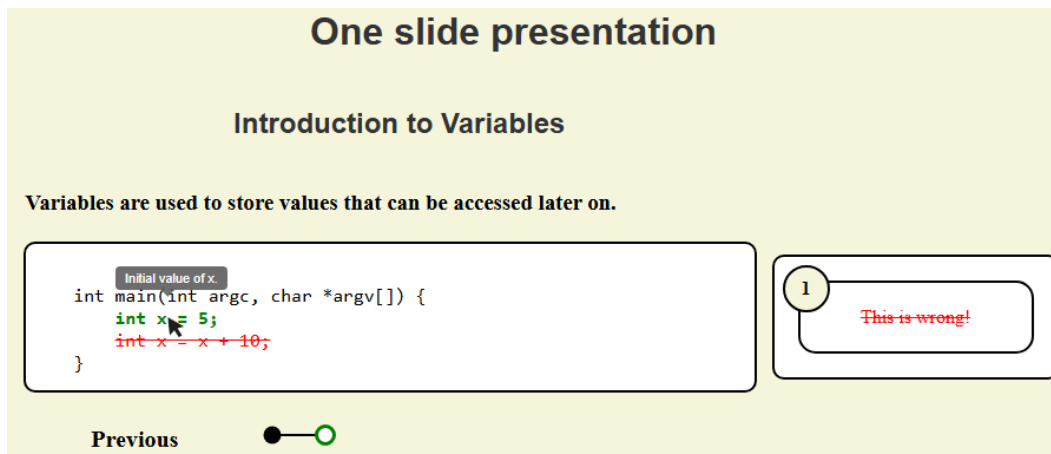 One slide presentation
Introduction to Variables
Variables are used to store values that can be accessed later on.
Initial value of x.
int main(int argc, char *argv[]) {
    int x = 5;
    int x = x + 10;
}
1
This is wrong!
Previous